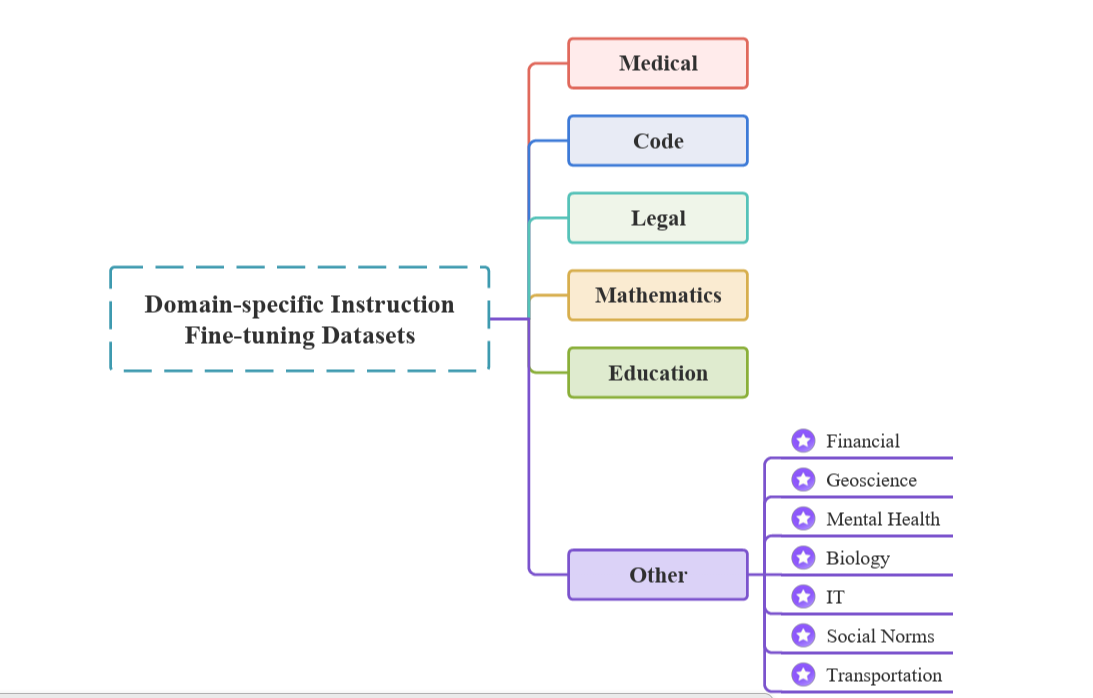 Medical
Code
Legal
Domain-specific Instruction
Fine-tuning Datasets
Mathematics
Education
Other
Financial
Geoscience
Mental Health
Biology
IT
Social Norms
Transportation